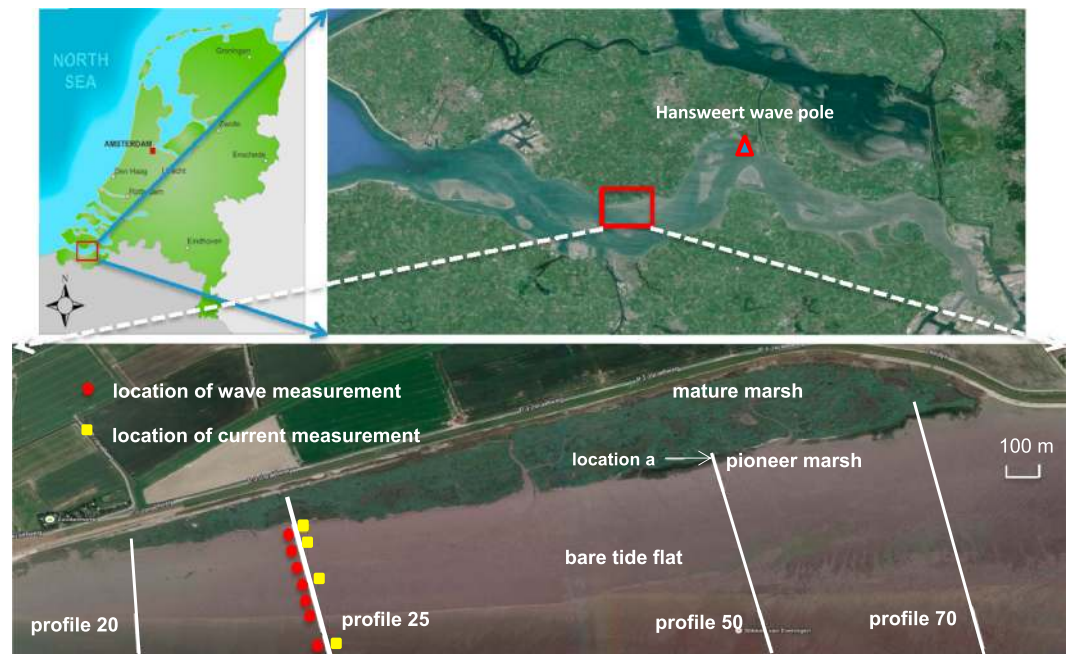 NORTH
SEA
Groningen
Zwolle
AMSTERDAM
Enschede
Den Haag
Utrecht
Rotterdam
Eindhoven
N
Hansweert wave pole
location of wave measurement
mature marsh
location of current measurement
location a
pioneer marsh
100 m
bare tide flat
profile 20
profile 25
profile 50
profile 70